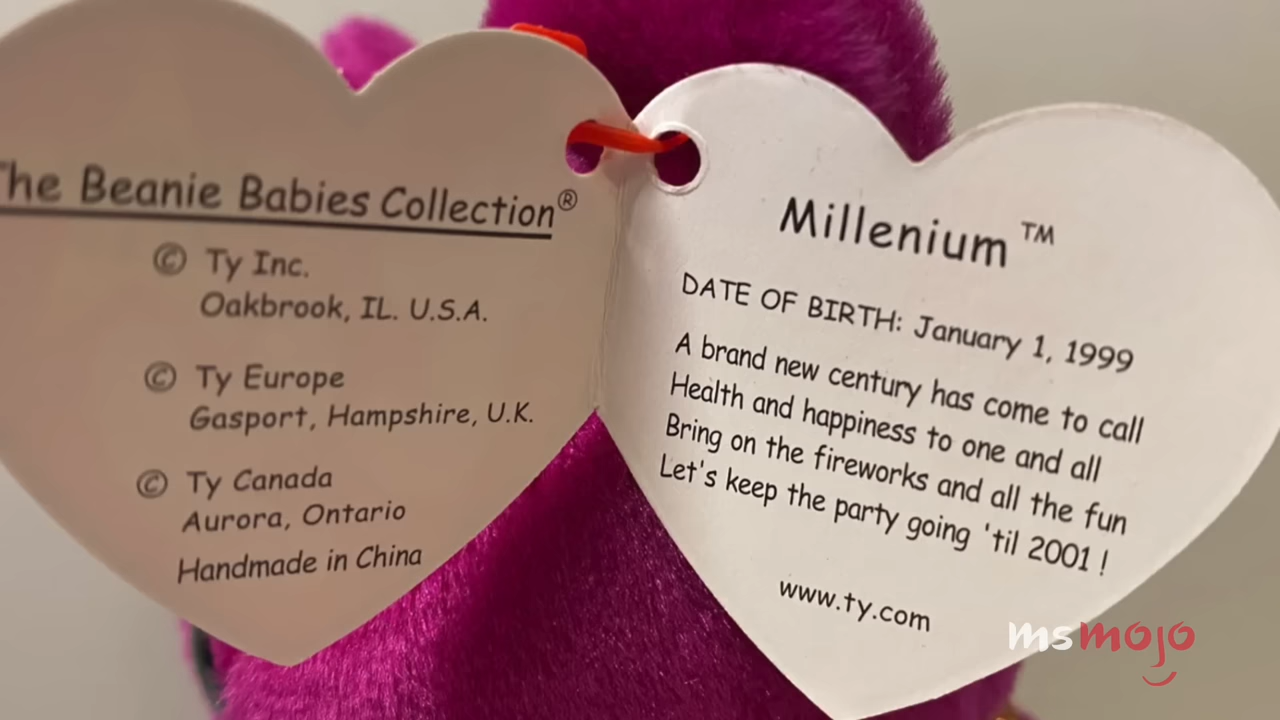 The Beanie Babies Collection®
© Ty Inc.
Oakbrook, IL. U.S.A.
© Ty Europe
Gasport, Hampshire, U.K.
© Ty Canada
Aurora, Ontario
Handmade in China
Millenium™
DATE OF BIRTH: January 1, 1999
A brand new century has come to call
Health and happiness to one and all
Bring on the fireworks and all the fun
Let's keep the party going 'til 2001 !
www.ty.com
msmojo